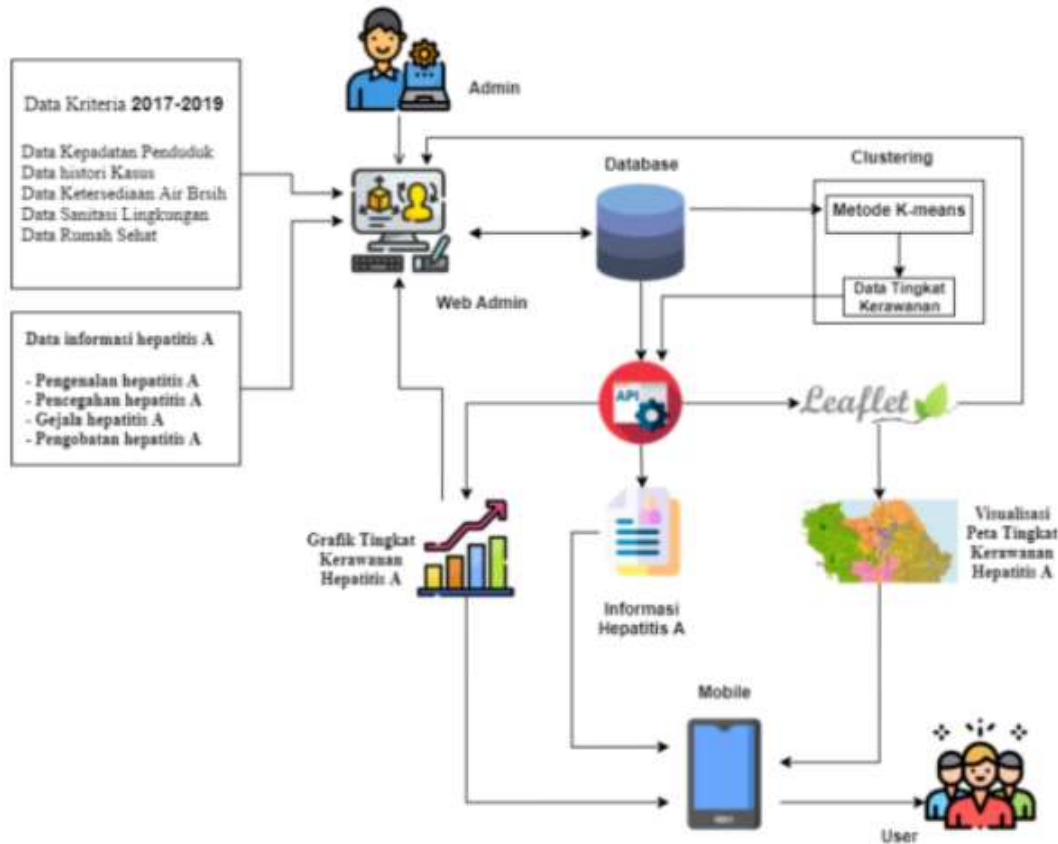 Admin
Data Kriteria 2017-2019
Data Kepadatan Penduduk
Data histori Kasus
Data Ketersediaan Air Brsih
Data Sanitasi Lingkungan
Data Rumah Sehat
Web Admin
Database
Clustering
Metode K-means
Data Tingkat
Kerawanan
Data informasi hepatitis A
- Pengenalan hepatitis A
- Pencegahan hepatitis A
- Gejala hepatitis A
- Pengobatan hepatitis A
API
Leaflet
Grafik Tingkat
Kerawanan
Hepatitis A
Informasi
Hepatitis A
Visualisasi
Peta Tingkat
Kerawanan
Hepatitis A
Mobile
User